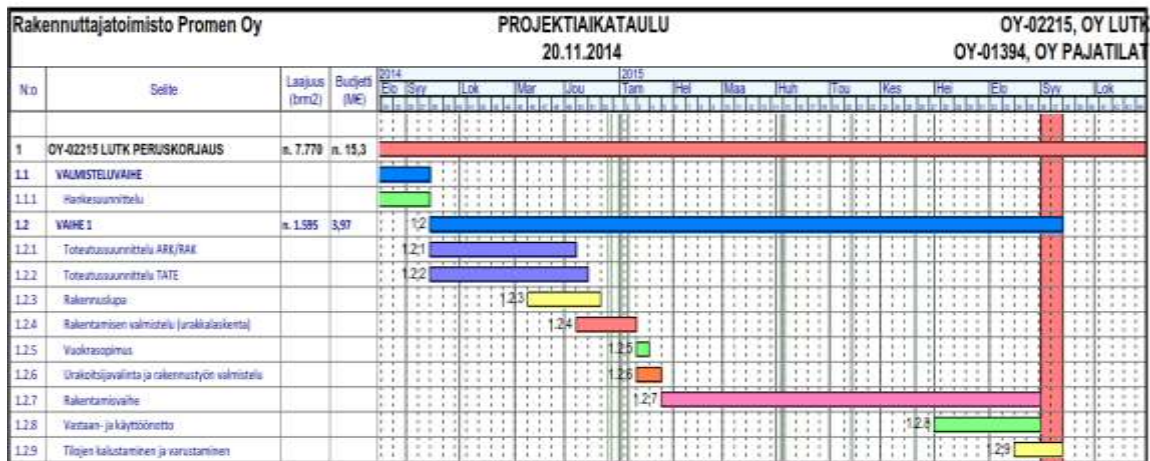 Rakennuttajatoimisto Promen Oy
PROJEKTIAIKATAULU
OY-02215, OY LUTK
20.11.2014
OY-01394, OY PAJATILAT
N:o Selite Laajuus (brm2) Budjetti (M€)
2014 2015
Elo Syy Lok Mar Jou Tam Hel Maa Huh Tou Kes Hei Elo Syy Lok
1 OY-02215 LUTK PERUSKORJAUS n. 7.770 n. 15,3
1.1 VALMISTELUVAIHE
1.1.1 Hankesuunnittelu
1.2 VAIHE 1 n. 1.595 3,97 1;2
1.2.1 Toteutussuunnittelu ARK/RAK 1.2;1
1.2.2 Toteutussuunnittelu TATE 1.2;2
1.2.3 Rakennuslupa 1.2;3
1.2.4 Rakentamisen valmistelu (urakkalaskenta) 1.2;4
1.2.5 Vuokrasopimus 1.2;5
1.2.6 Urakoitsijavalinta ja rakennustyön valmistelu 1.2;6
1.2.7 Rakentamisvaihe 1.2;7
1.2.8 Vastaan- ja käyttöönotto 1.2;8
1.2.9 Tilojen kalustaminen ja varustaminen 1.2;9